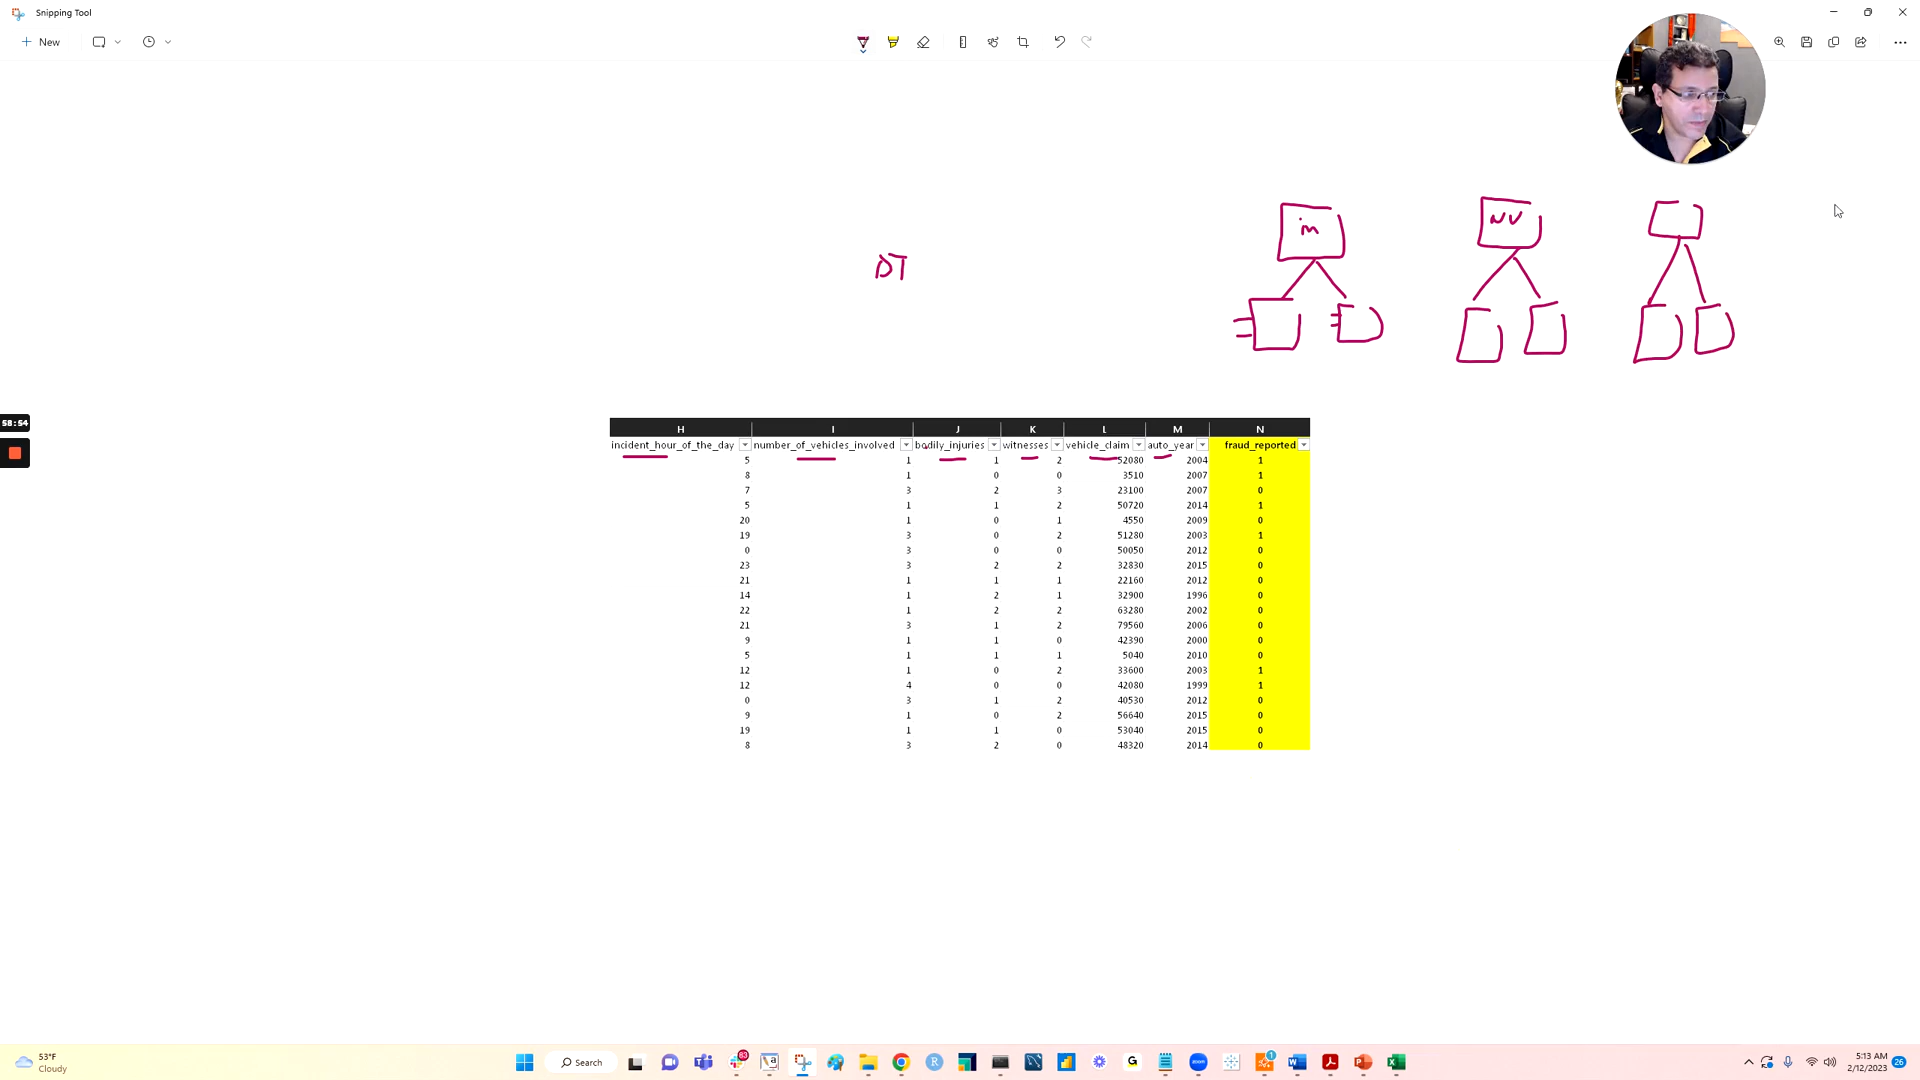 Snipping Tool
New
in
NV
DT
58:54
H I J K L M N
incident_hour_of_the_day number_of_vehicles_involved bodily_injuries witnesses vehicle_claim auto_year fraud_reported
5 1 1 2 52080 2004 1
8 1 0 0 3510 2007 1
7 3 2 3 23100 2007 0
5 1 1 2 50720 2014 1
20 1 0 1 4550 2009 0
19 3 0 2 51280 2003 1
0 3 0 0 50050 2012 0
23 3 2 2 32830 2015 0
21 1 1 1 22160 2012 0
14 1 2 1 32900 1996 0
22 1 2 2 63280 2002 0
21 3 1 2 79560 2006 0
9 1 1 0 42390 2000 0
5 1 1 1 5040 2010 0
12 1 0 2 33600 2003 1
12 4 0 0 42080 1999 1
0 3 1 2 40530 2012 0
9 1 0 2 56640 2015 0
19 1 1 0 53040 2015 0
8 3 2 0 48320 2014 0
53°F
Cloudy
Search
83
R
G
zoom
1
5:13 AM
2/12/2023
26